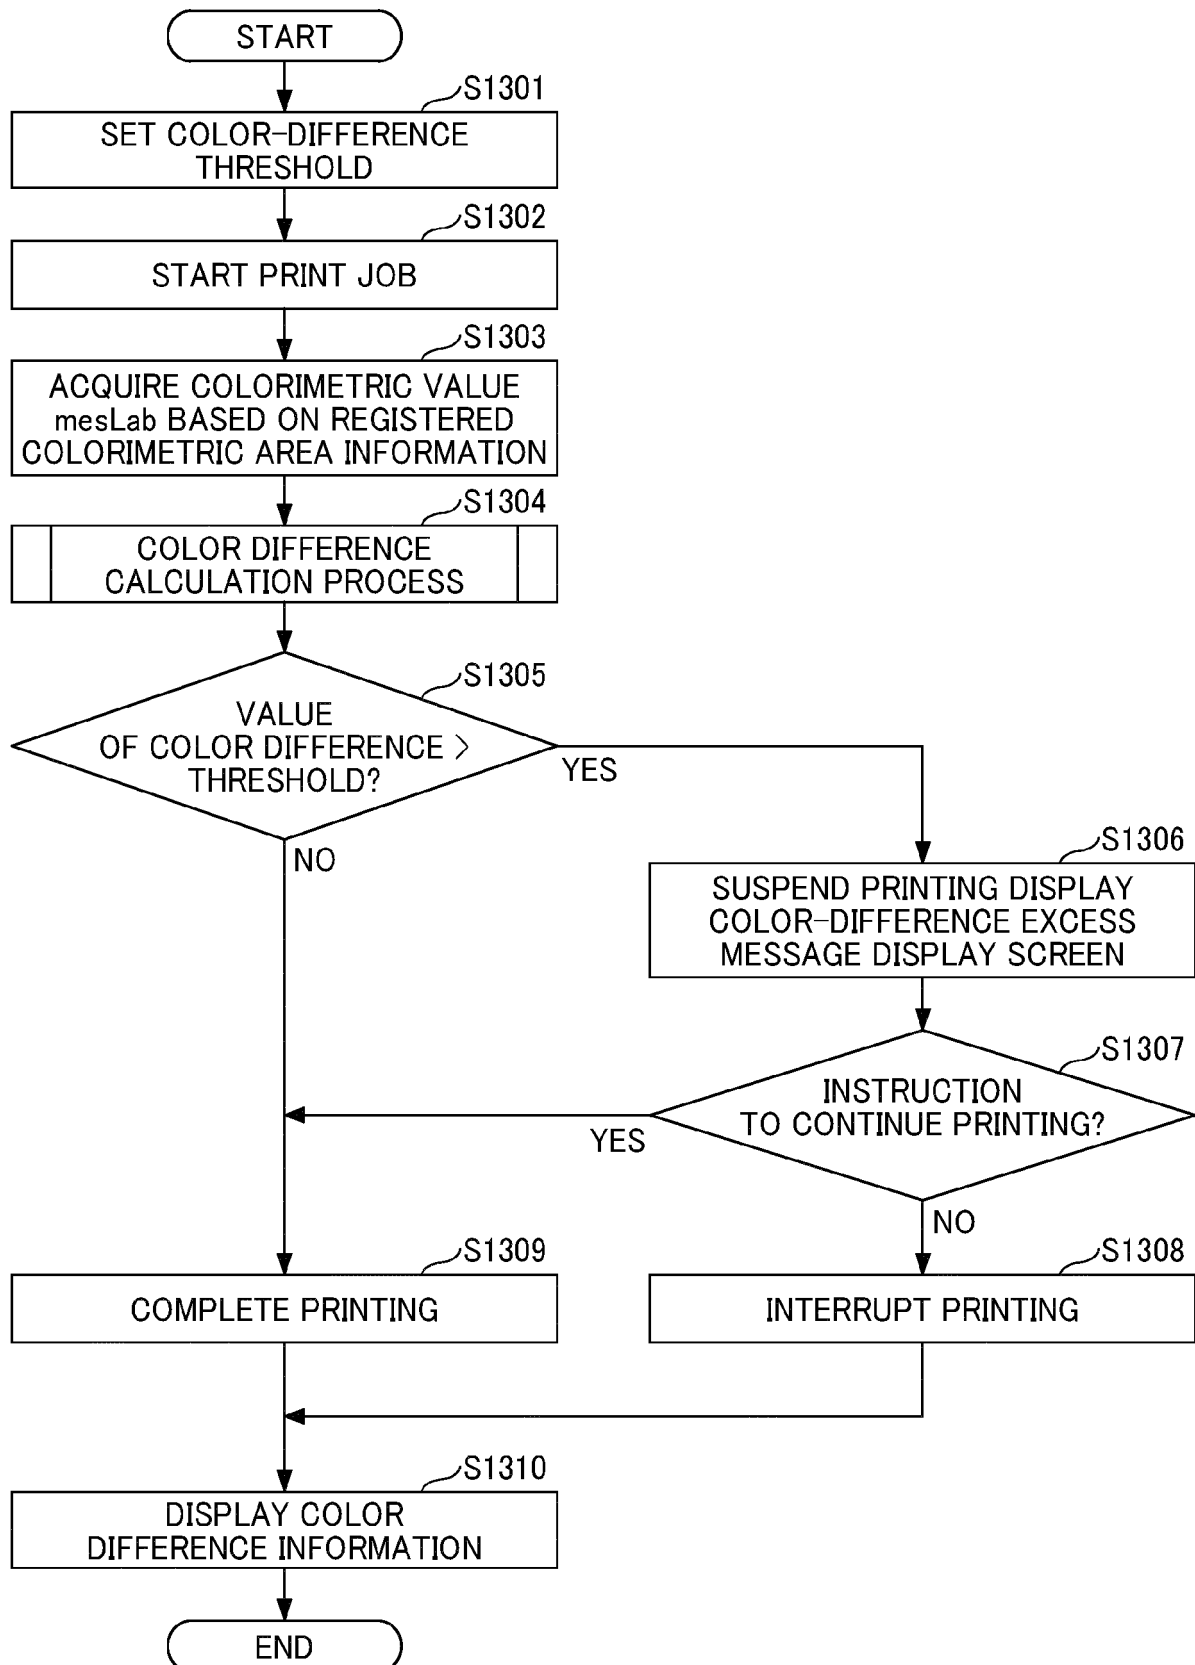 START
S1301
SET COLOR-DIFFERENCE
THRESHOLD
S1302
START PRINT JOB
S1303
ACQUIRE COLORIMETRIC VALUE
mesLab BASED ON REGISTERED
COLORIMETRIC AREA INFORMATION
S1304
COLOR DIFFERENCE
CALCULATION PROCESS
S1305
VALUE
OF COLOR DIFFERENCE >
THRESHOLD?
YES
NO
S1306
SUSPEND PRINTING DISPLAY
COLOR-DIFFERENCE EXCESS
MESSAGE DISPLAY SCREEN
S1307
INSTRUCTION
TO CONTINUE PRINTING?
YES
NO
S1309
COMPLETE PRINTING
S1308
INTERRUPT PRINTING
S1310
DISPLAY COLOR
DIFFERENCE INFORMATION
END